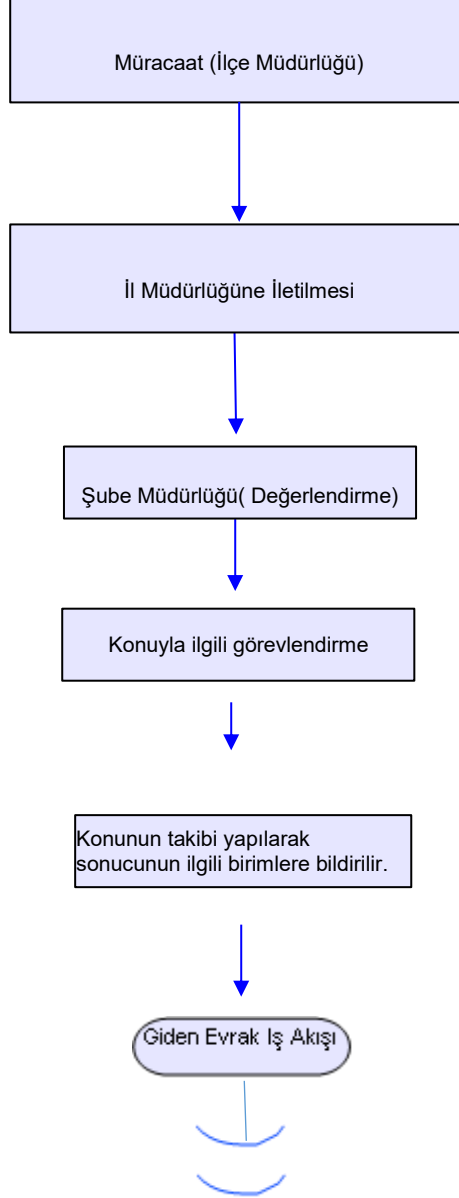 Müracaat (İlçe Müdürlüğü)
İl Müdürlüğüne İletilmesi
Şube Müdürlüğü( Değerlendirme)
Konuyla ilgili görevlendirme
Konunun takibi yapılarak
sonucunun ilgili birimlere bildirilir.
Giden Evrak Iş Akışı